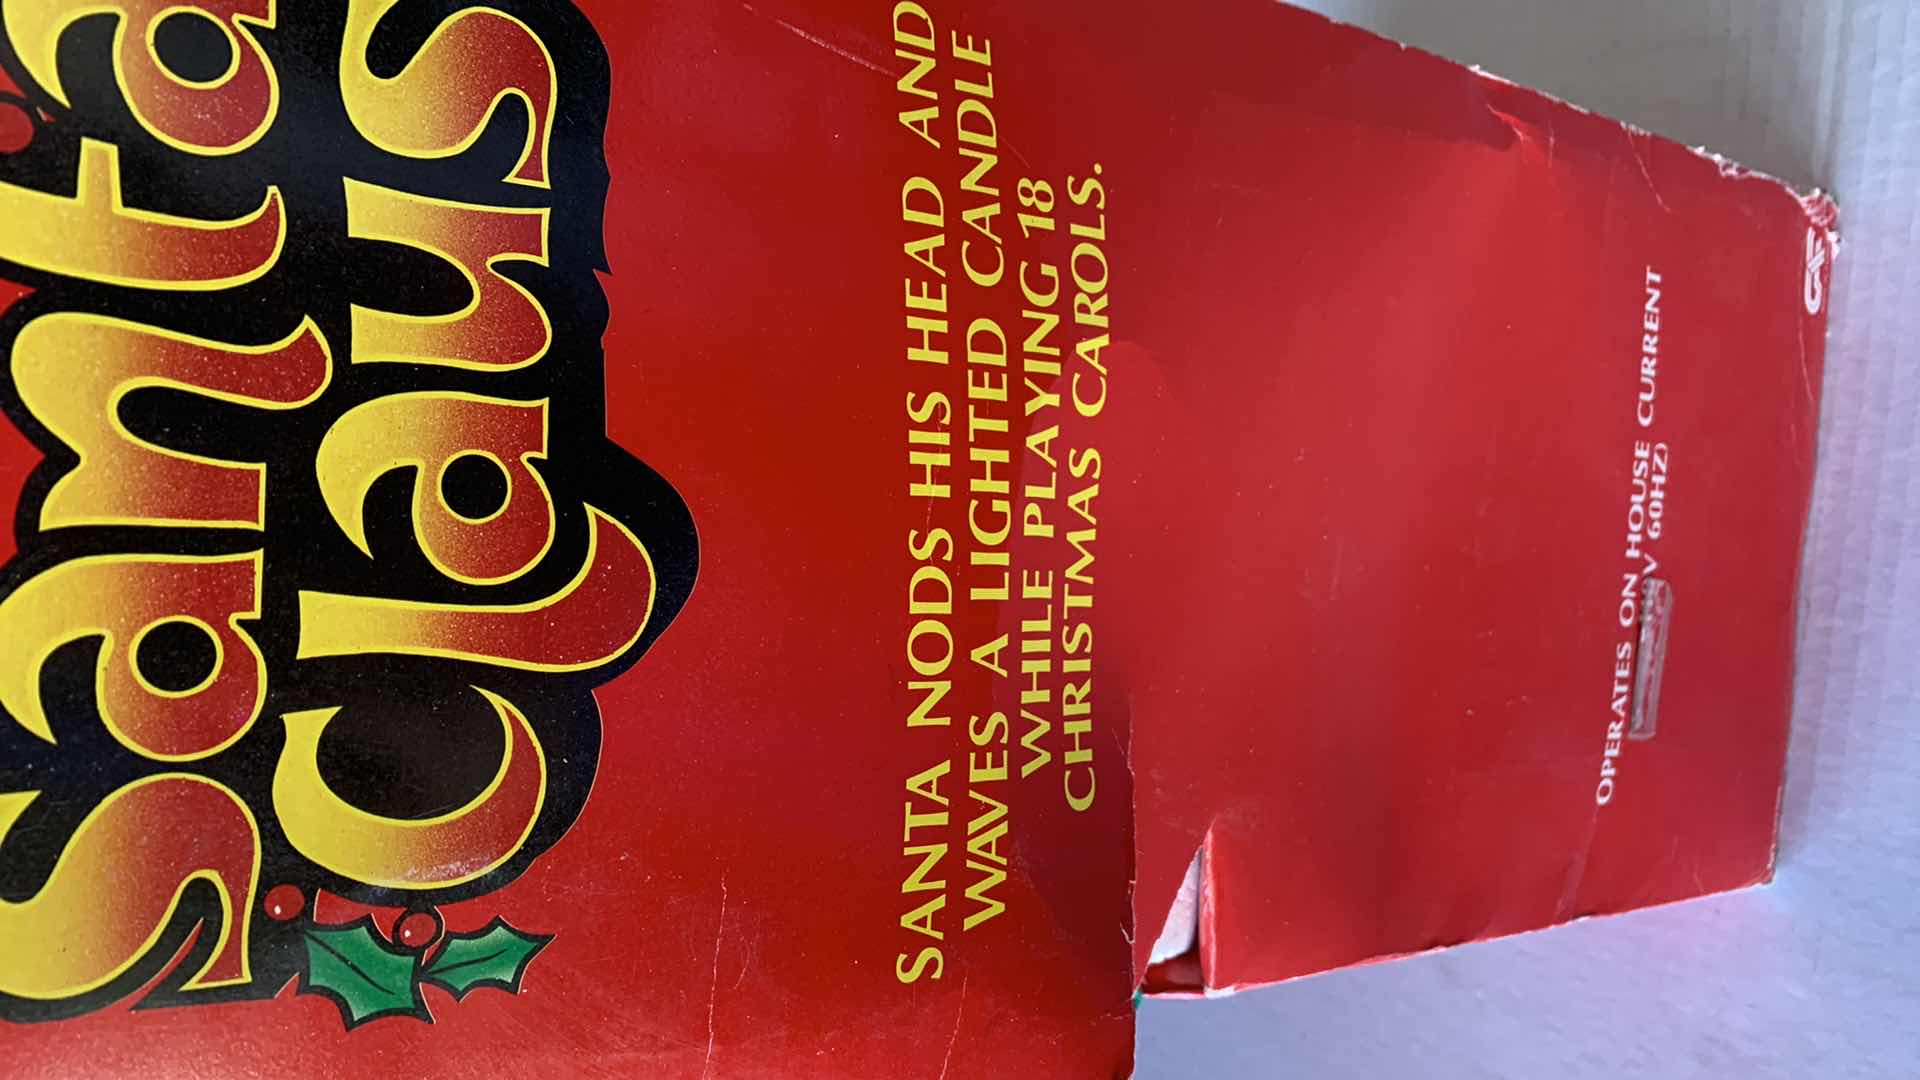 Santa
Claus
SANTA NODS HIS HEAD AND
WAVES A LIGHTED CANDLE
WHILE PLAYING 18
CHRISTMAS CAROLS.
OPERATES ON HOUSE CURRENT
V 60HZ)